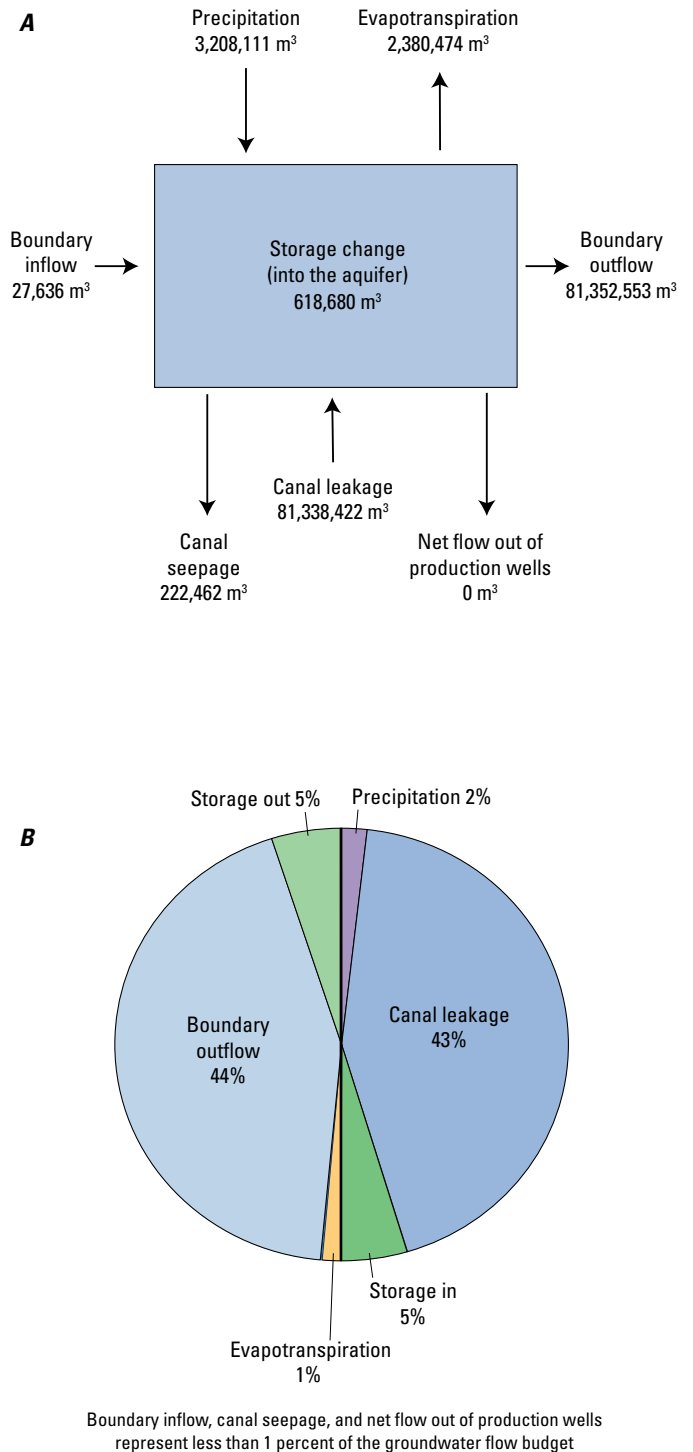 A
Precipitation
3,208,111 m³
Evapotranspiration
2,380,474 m³
Boundary
inflow
27,636 m³
Storage change
(into the aquifer)
618,680 m³
Boundary
outflow
81,352,553 m³
Canal leakage
81,338,422 m³
Canal
seepage
222,462 m³
Net flow out of
production wells
0 m³
B
Storage out 5%
Precipitation 2%
Boundary
outflow
44%
Canal leakage
43%
Storage in
5%
Evapotranspiration
1%
Boundary inflow, canal seepage, and net flow out of production wells
represent less than 1 percent of the groundwater flow budget